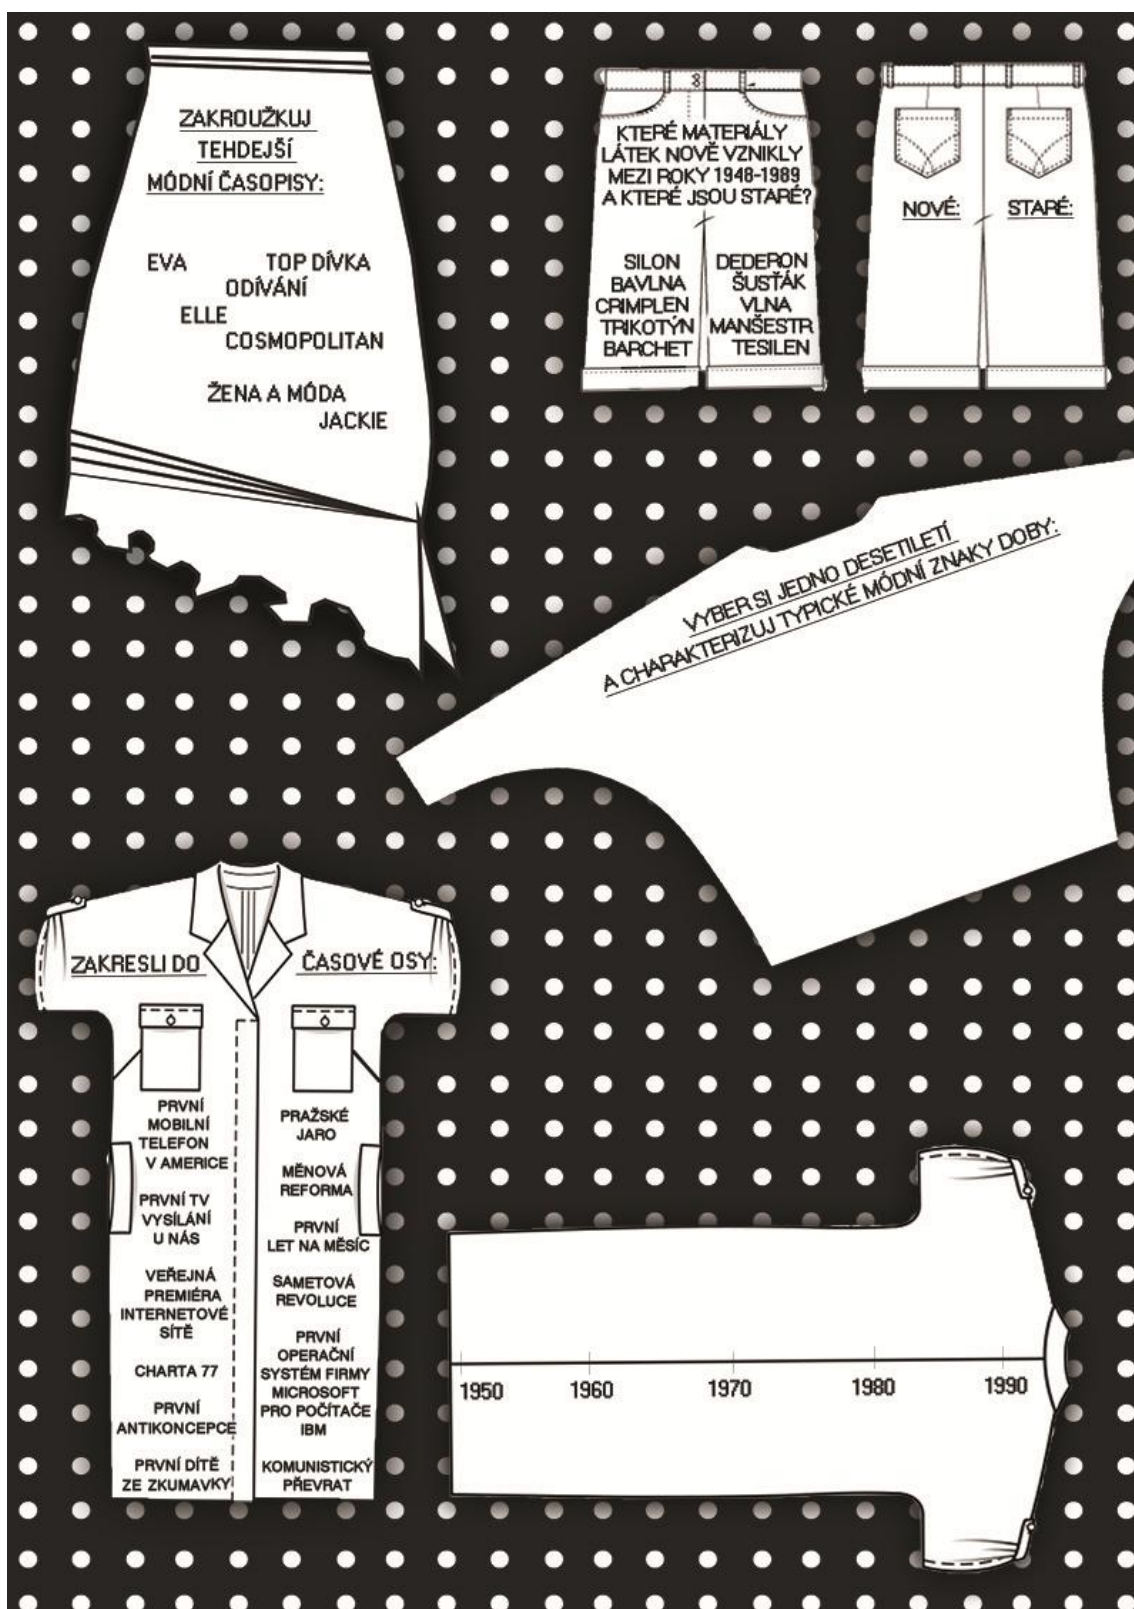 ZAKROUŽKUJ
TEHDEJŠÍ
MÓDNÍ ČASOPISY:
EVA TOP DÍVKA
ODÍVÁNÍ
ELLE
COSMOPOLITAN
ŽENA A MÓDA
JACKIE
KTERÉ MATERIÁLY
LÁTEK NOVĚ VZNIKLY
MEZI ROKY 1948-1989
A KTERÉ JSOU STARÉ?
SILON
BAVLNA
CRIMPLEN
TRIKOTÝN
BARCHET
DEDERON
ŠUSŤÁK
VLNA
MANŠESTR
TESILEN
NOVÉ: STARÉ:
VYBER SI JEDNO DESETILETÍ
A CHARAKTERIZUJ TYPICKÉ MÓDNÍ ZNAKY DOBY:
ZAKRESLI DO ČASOVÉ OSY:
PRVNÍ
MOBILNÍ
TELEFON
V AMERICE
PRVNÍ TV
VYSÍLÁNÍ
U NÁS
VEŘEJNÁ
PREMIÉRA
INTERNETOVÉ
SÍTĚ
CHARTA 77
PRVNÍ
ANTIKONCEPCE
PRVNÍ DÍTĚ
ZE ZKUMAVKY
PRAŽSKÉ
JARO
MĚNOVÁ
REFORMA
PRVNÍ
LET NA MĚSÍC
SAMETOVÁ
REVOLUCE
PRVNÍ
OPERAČNÍ
SYSTÉM FIRMY
MICROSOFT
PRO POČÍTAČE
IBM
KOMUNISTICKÝ
PŘEVRAT
1950 1960 1970 1980 1990